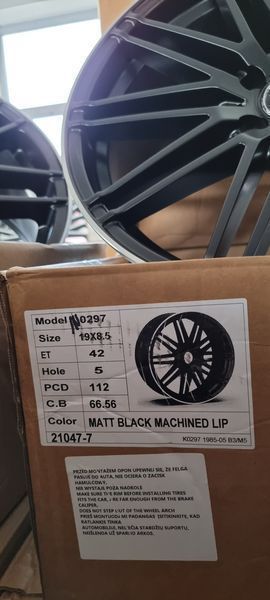 Model K0297
Size 19X8.5
ET 42
Hole 5
PCD 112
C.B 66.56
Color MATT BLACK MACHINED LIP
21047-7
K0297 1985-05 B3/M5
PRZED MONTAŻEM OPON UPEWNIJ SIĘ, ŻE FELGA
PASUJE DO AUTA, NIE OCIERA O ZACISK
HAMULCOWY,
NIE WYSTAJE POZA NADKOLE
MAKE SURE THE RIM BEFORE INSTALLING TIRES
FITS THE CAR, IS FAR ENOUGH FROM THE BRAKE
CALIPER,
DOES NOT STEP OUT OF THE WHEEL ARCH
PRIEŠ MONTUODAMI PADANGAS ĮSITIKINKITE, KAD
RATLANKIS TINKA
AUTOMOBILIUI, NELIEČIA STABDŽIŲ SUPORTŲ,
NEIŠLENDA UŽ SPARLIO ARKOS.